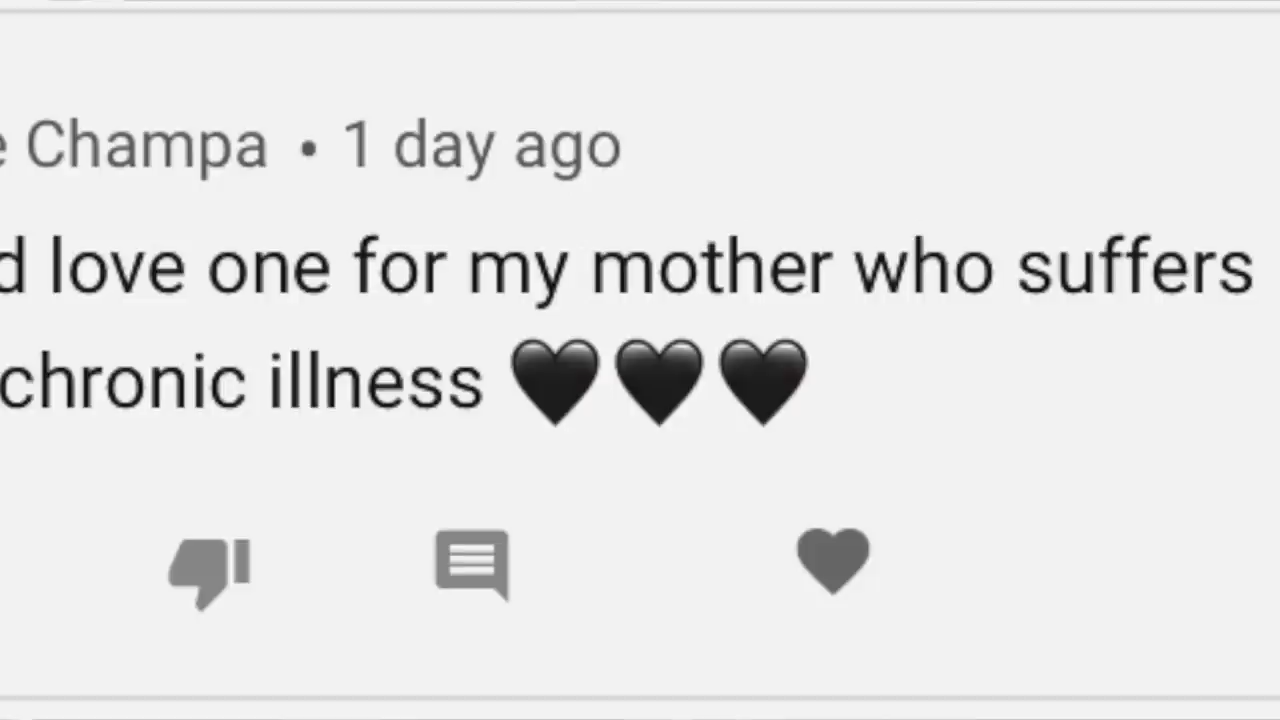 Champa • 1 day ago
love one for my mother who suffers
chronic illness 🖤🖤🖤